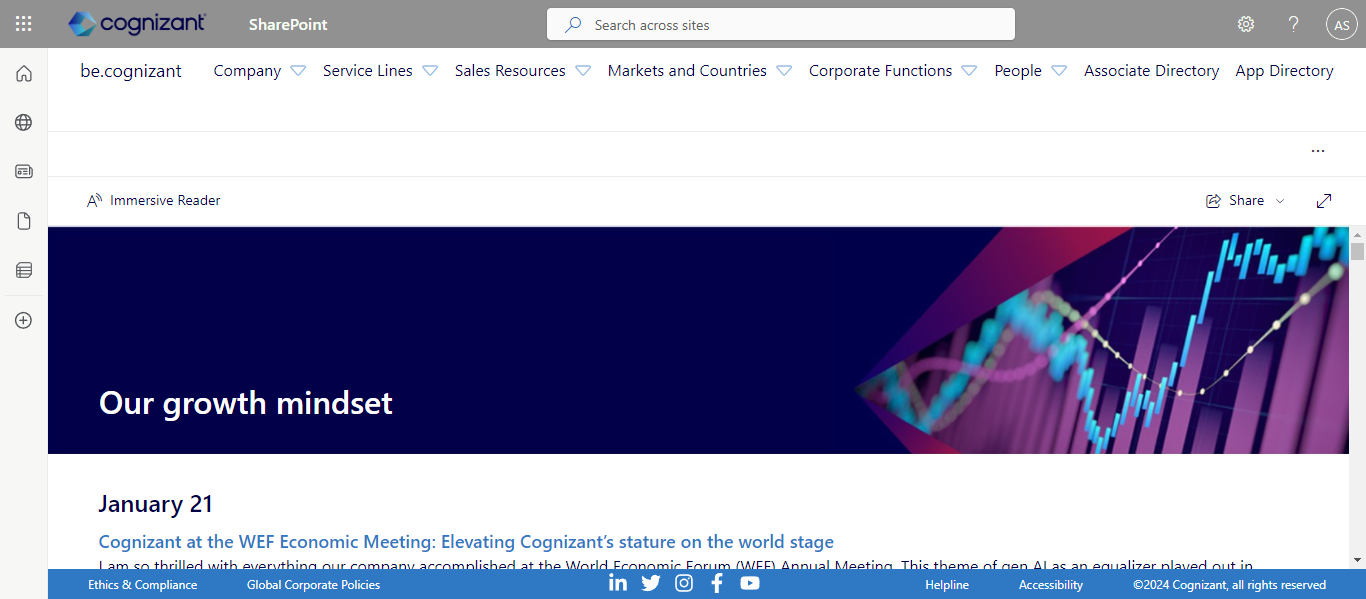 cognizant SharePoint Search across sites ? AS
be.cognizant Company Service Lines Sales Resources Markets and Countries Corporate Functions People Associate Directory App Directory
...
Immersive Reader Share
Our growth mindset
January 21
Cognizant at the WEF Economic Meeting: Elevating Cognizant’s stature on the world stage
I am so thrilled with everything our company accomplished at the World Economic Forum (WEF) Annual Meeting. This theme of gen AI as an equalizer played out in
Ethics & Compliance Global Corporate Policies Helpline Accessibility ©2024 Cognizant, all rights reserved